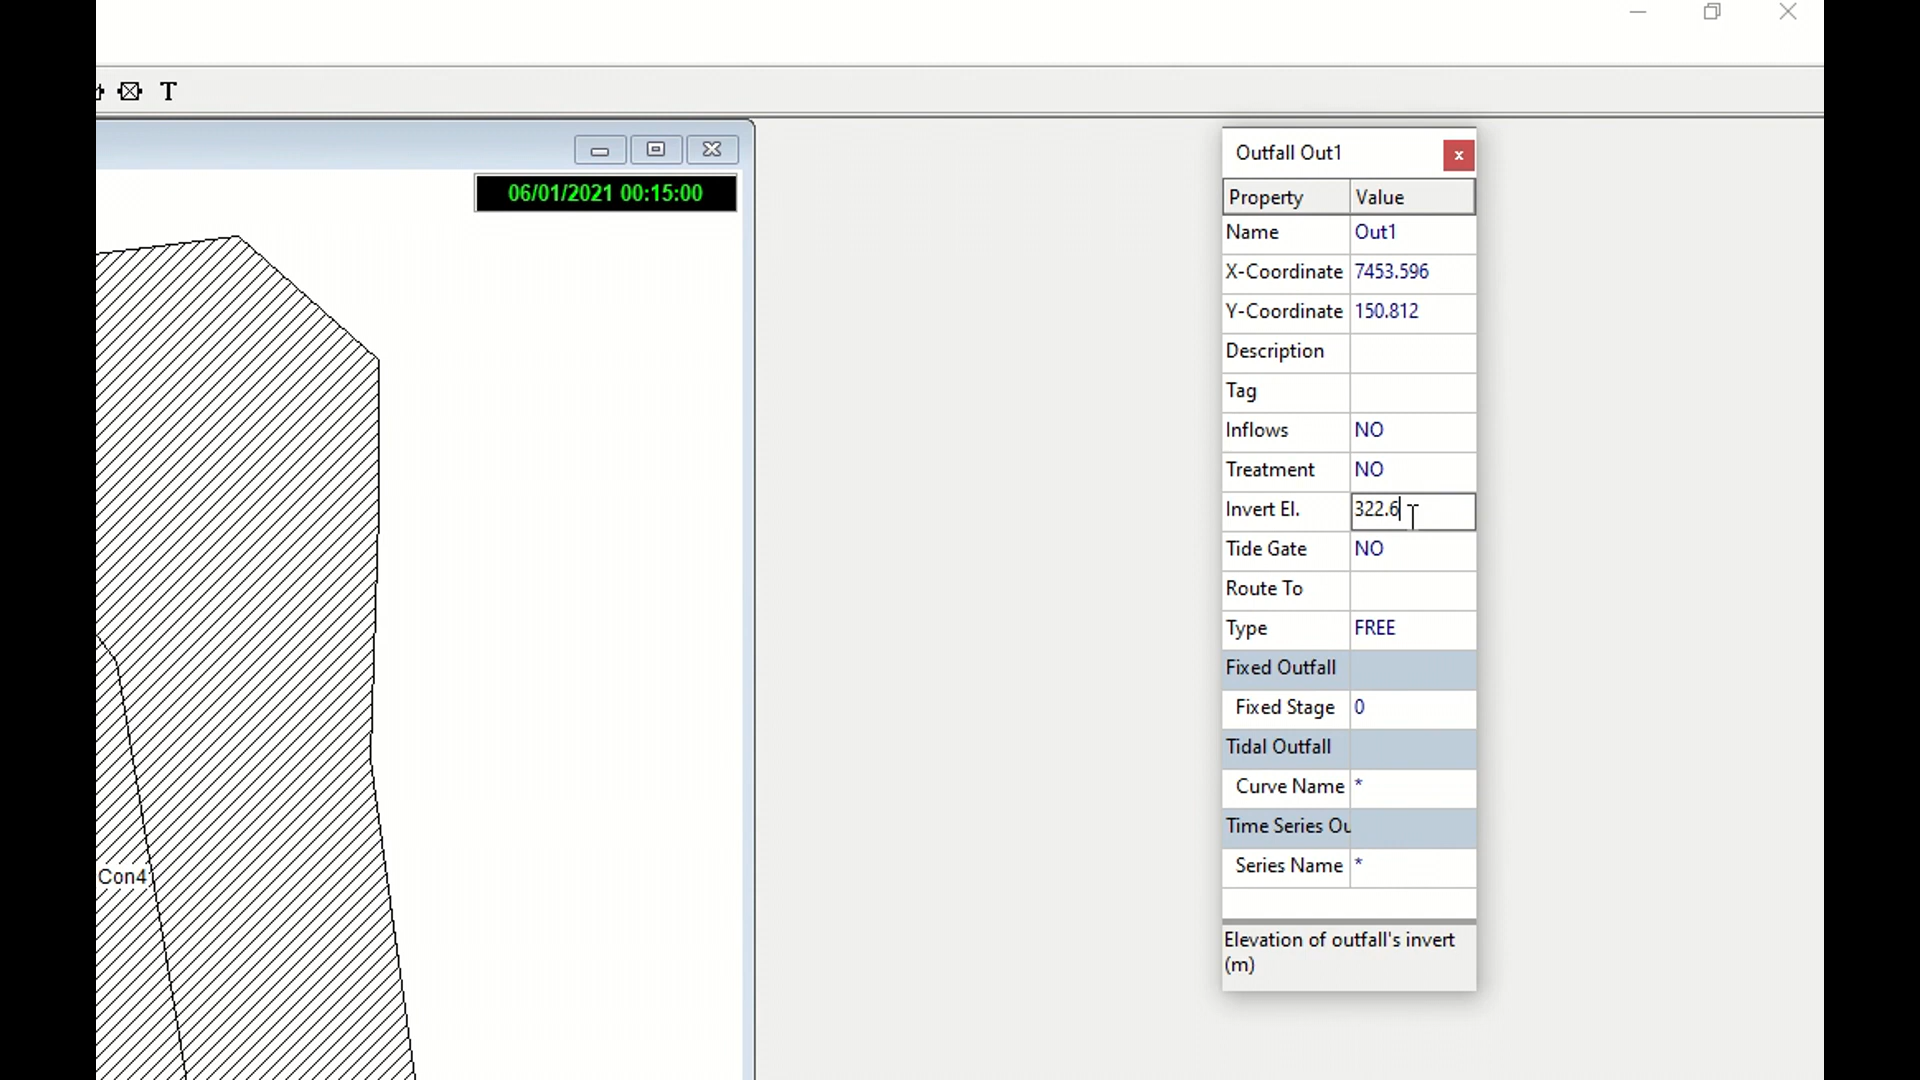 T
06/01/2021 00:15:00
Con4
Outfall Out1
x
Property Value
Name Out1
X-Coordinate 7453.596
Y-Coordinate 150.812
Description
Tag
Inflows NO
Treatment NO
Invert El. 322.6
Tide Gate NO
Route To
Type FREE
Fixed Outfall
Fixed Stage 0
Tidal Outfall
Curve Name *
Time Series Ou
Series Name *
Elevation of outfall's invert
(m)